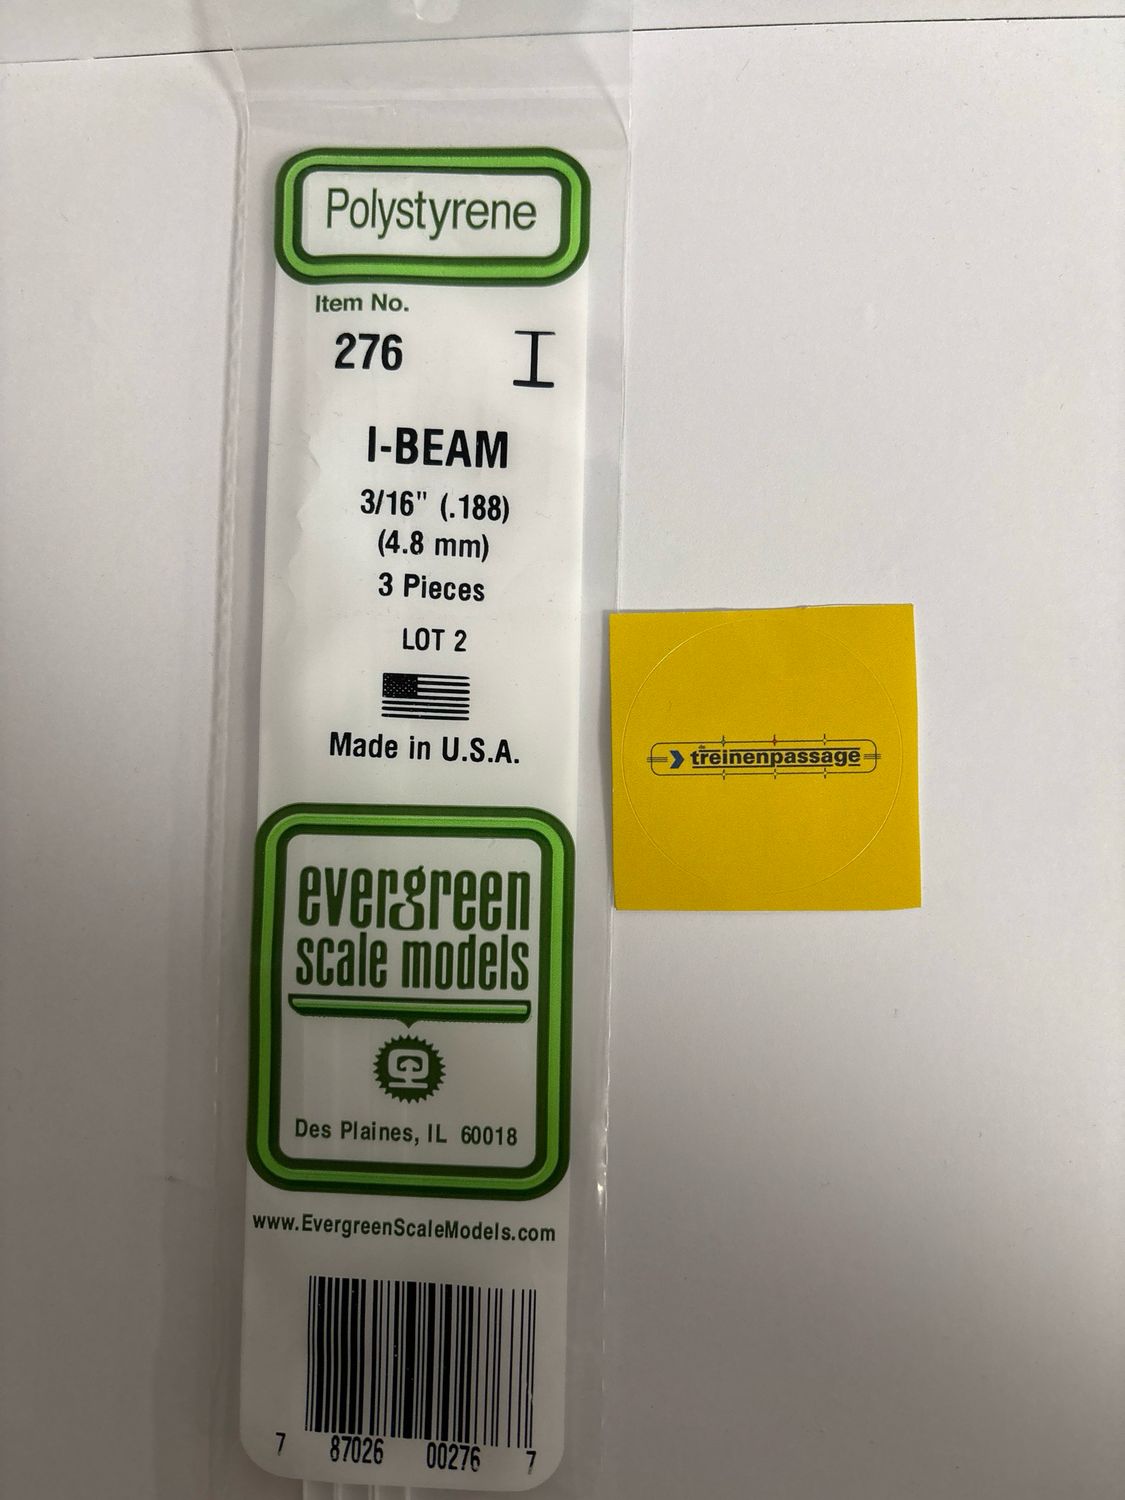 Polystyrene
Item No.
276
I-BEAM
3/16" (.188)
(4.8 mm)
3 Pieces
LOT 2
Made in U.S.A.
evergreen
scale models
Des Plaines, IL 60018
www.EvergreenScaleModels.com
7 87026 00276 7
de
treinenpassage